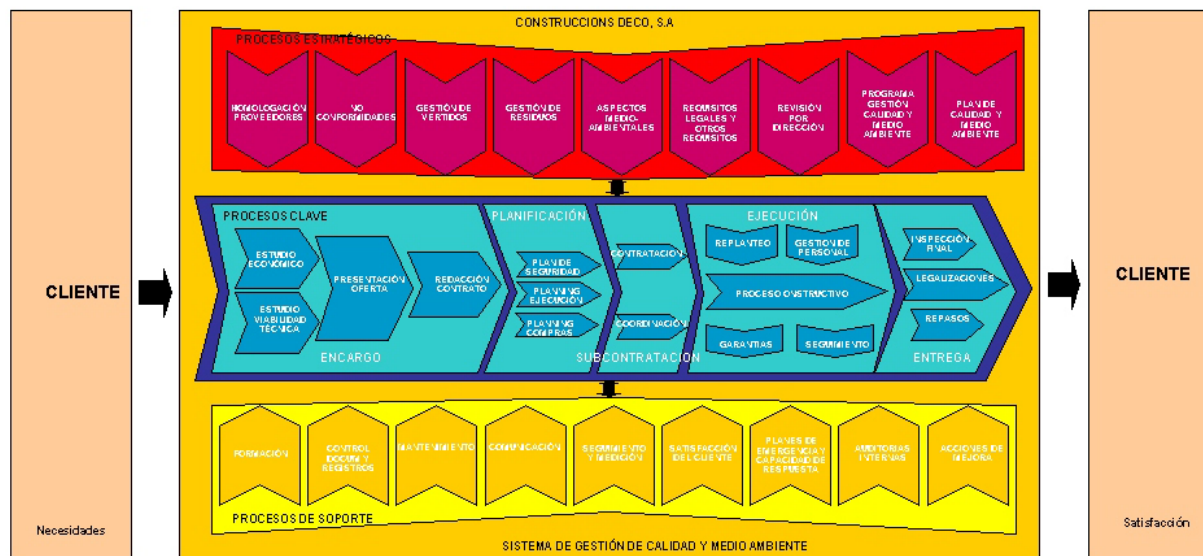 CONSTRUCCIONS DECO, S.A
PROCESOS ESTRATÉGICOS
HOMOLOGACIÓN
PROVEEDORES
NO
CONFORMIDADES
GESTIÓN DE
VERTIDOS
GESTIÓN DE
RESIDUOS
ASPECTOS
MEDIO-
AMBIENTALES
REQUISITOS
LEGALES Y
OTROS
REQUISITOS
REVISIÓN
POR
DIRECCIÓN
PROGRAMA
GESTIÓN
CALIDAD Y
MEDIO
AMBIENTE
PLAN DE
CALIDAD Y
MEDIO
AMBIENTE
CLIENTE
Necesidades
PROCESOS CLAVE
ESTUDIO
ECONÓMICO
ESTUDIO
VIABILIDAD
TÉCNICA
PRESENTACIÓN
OFERTA
REDACCIÓN
CONTRATO
ENCARGO
PLANIFICACIÓN
PLAN DE
SEGURIDAD
PLANNING
EJECUCIÓN
PLANNING
COMPRAS
CONTRATACIÓN
COORDINACIÓN
SUBCONTRATACION
EJECUCIÓN
REPLANTEO
GESTIÓN DE
PERSONAL
PROCESO ONSTRUCTIVO
GARANTIAS
SEGUIMIENTO
INSPECCIÓN
FINAL
LEGALIZACIONES
REPASOS
ENTREGA
CLIENTE
Satisfacción
FORMACIÓN
CONTROL
DOCUM Y
REGISTROS
MANTENIMIENTO
COMUNICACIÓN
SEGUIMIENTO
Y MEDICIÓN
SATISFACCIÓN
DEL CLIENTE
PLANES DE
EMERGENCIA Y
CAPACIDAD DE
RESPUESTA
AUDITORIAS
INTERNAS
ACCIONES DE
MEJORA
PROCESOS DE SOPORTE
SISTEMA DE GESTIÓN DE CALIDAD Y MEDIO AMBIENTE